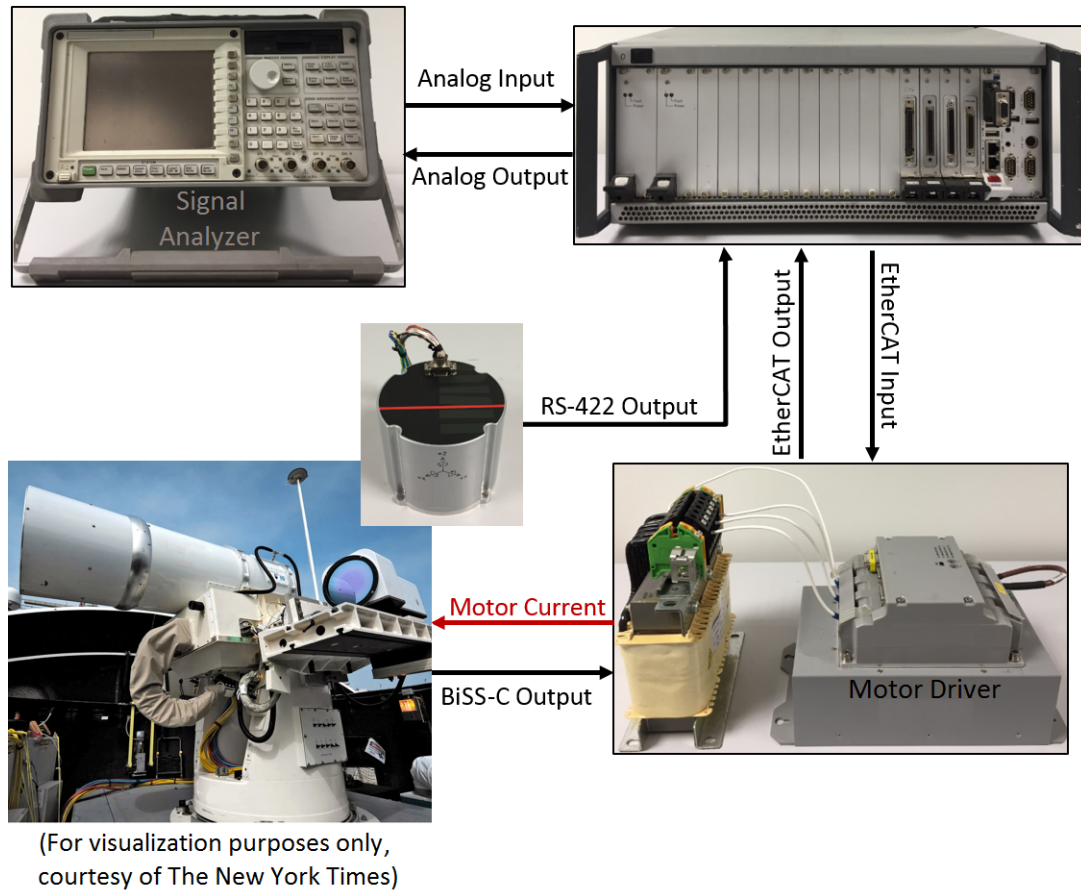 Analog Input
Analog Output
Signal
Analyzer
EtherCAT Output
EtherCAT Input
RS-422 Output
Motor Current
BiSS-C Output
Motor Driver
(For visualization purposes only,
courtesy of The New York Times)